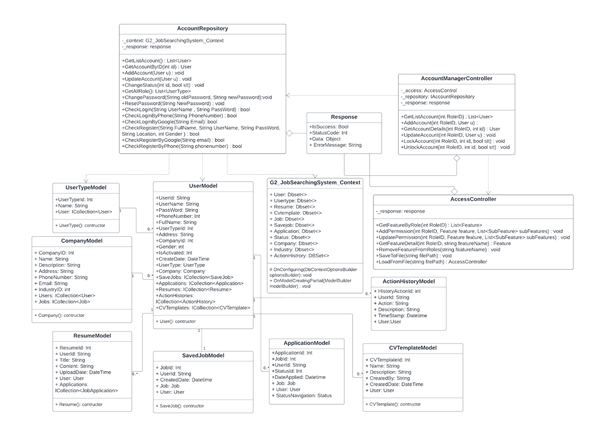 AccountRepository
-_context: G2_JobSearchingSystem_Context
-_response: response
+GetListAccount() : List<User>
+GetAccountByID(int id) : User
+AddAccount(User u) : void
+UpdateAccount(User u) : void
+ChangeStatus(int id, bool stt) : void
+GetAllRole() : List<UserType>
+ChangePassword(String oldPassword, String newPassword):void
+ResetPassword(String NewPassword) : void
+CheckLogin(String UserName , String PassWord) : bool
+CheckLoginByPhone(String PhoneNumber) : bool
+CheckLoginByGoogle(String Email) : bool
+CheckRegister(String FullName, String UserName, String PassWord,
String Location, int Gender ) : bool
+CheckRegisterByGoogle(String email) : bool
+CheckRegisterByPhone(String phonenumber) : bool
AccountManagerController
-_access: AccessControl
-_repository: IAccountRepository
-_response: response
+GetListAccount(int RoleID) : List<User>
+AddAccount(int RoleID, User u) : void
+GetAccountDetails(int RoleID, int id) : User
+UpdateAccount(int RoleID, User u) : void
+LockAccount(int RoleID, int id, bool stt) : void
+UnlockAccount(int RoleID, int id, bool stt) : void
Response
+IsSuccess: Bool
+StatusCode: Int
+Data: Object
+ ErrorMessage: String
UserTypeModel
+UserTypeId: Int
+Name: String
+User: ICollection<User>
+UserType(): contructor
UserModel
+UserId: String
+UserName: String
+PassWord: String
+PhoneNumber: Int
+FullName: String
+UserTypeId: Int
+Address: String
+CompanyId: Int
+Gender: Int
+IsActivated: Int
+CreateDate: DateTime
+UserType: UserType
+Company: Company
+SaveJobs: ICollection<SaveJob>
+Applications: ICollection<Application>
+Resumes: ICollection<Resume>
+ActionHistories:
ICollection<ActionHistory>
+CVTemplates: ICollection<CVTemplate>
+ User(): constructor
G2_JobSearchingSystem_Context
+ User: Dbset<>
+ Usertype: Dbset<>
+ Resume: Dbset<>
+ Cvtemplate: Dbset<>
+ Job: Dbset<>
+ Savejob: Dbset<>
+ Application: Dbset<>
+ Status: Dbset<>
+ Company: Dbset<>
+ Industry: Dbset<>
+ ActionHistory: DBSet<>
# OnConfiguring(DbContextOptionsBuilder
optionsBuilder): void
# OnModelCreatingPartial(ModelBuilder
modelBuilder) : void
AccessController
-_response: response
+GetFeatureByRole(int RoleID) : List<Feature>
+AddPermission(int RoleID, Feature feature, List<SubFeature> subFeatures) : void
+UpdatePermission(int RoleID, Feature feature, List<SubFeature> subFeatures) : void
+GetFeatureDetail(int RoleID, string featureName) : Feature
+RemoveFeatureFromRoles(string featureName) : void
+SaveToFile(string filePath) : void
+LoadFromFile(string filePath) : AccessController
CompanyModel
+CompanyID: Int
+ Name: String
+ Description: String
+ Address: String
+ PhoneNumber: String
+ Email: String
+ IndustryID: Int
+ Users: ICollection<User>
+ Jobs: ICollection<Job>
+ Company(): constructor
ActionHistoryModel
+ HistoryActionId: Int
+ UserId: String
+ Action: String
+ Description: String
+ TimeStamp: DateTime
+ User:User
ResumeModel
+ ResumeId: Int
+ UserId: String
+ Title: String
+ Content: String
+ UploadDate: DateTime
+ User: User
+ Applications:
ICollection<JobApplication>
+ Resume(): constructor
SavedJobModel
+ JobId: Int
+ UserId: String
+ CreatedDate: Datetime
+ Job: Job
+ User: User
+ SaveJob(): contructor
ApplicationModel
+ ApplicationId: Int
+ JobId: Int
+ UserId: String
+ StatusId: Int
+ DateApplied: Datetime
+ Job: Job
+ User: User
+ StatusNavigation: Status
CVTemplateModel
+ CVTemplateId: Int
+ Name: String
+ Description: String
+ CreatedBy: String
+ CreatedDate: DateTime
+ User: User
+ CVTemplate(): constructor